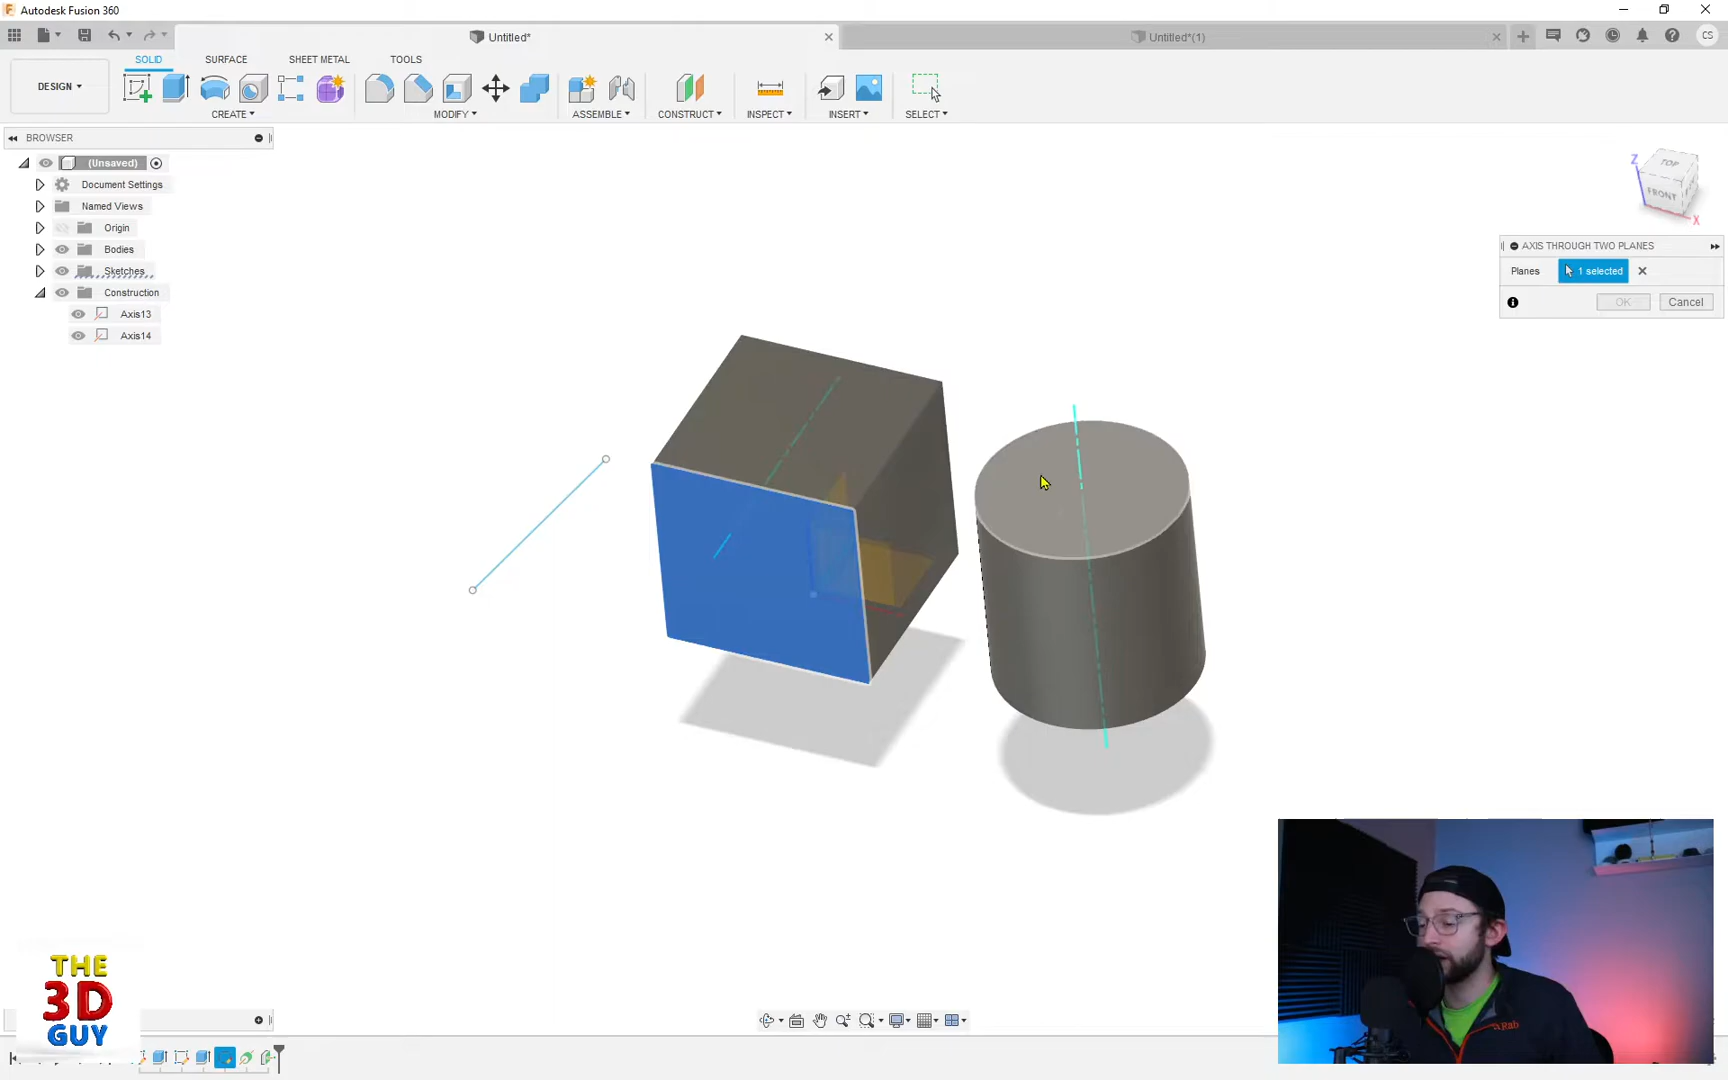 Autodesk Fusion 360
Untitled*
Untitled*(1)
CS
DESIGN
SOLID
SURFACE
SHEET METAL
TOOLS
CREATE
MODIFY
ASSEMBLE
CONSTRUCT
INSPECT
INSERT
SELECT
BROWSER
(Unsaved)
Document Settings
Named Views
Origin
Bodies
Sketches
Construction
Axis13
Axis14
Z
TOP
FRONT
X
AXIS THROUGH TWO PLANES
Planes
1 selected
OK
Cancel
THE
3D
GUY
Rab